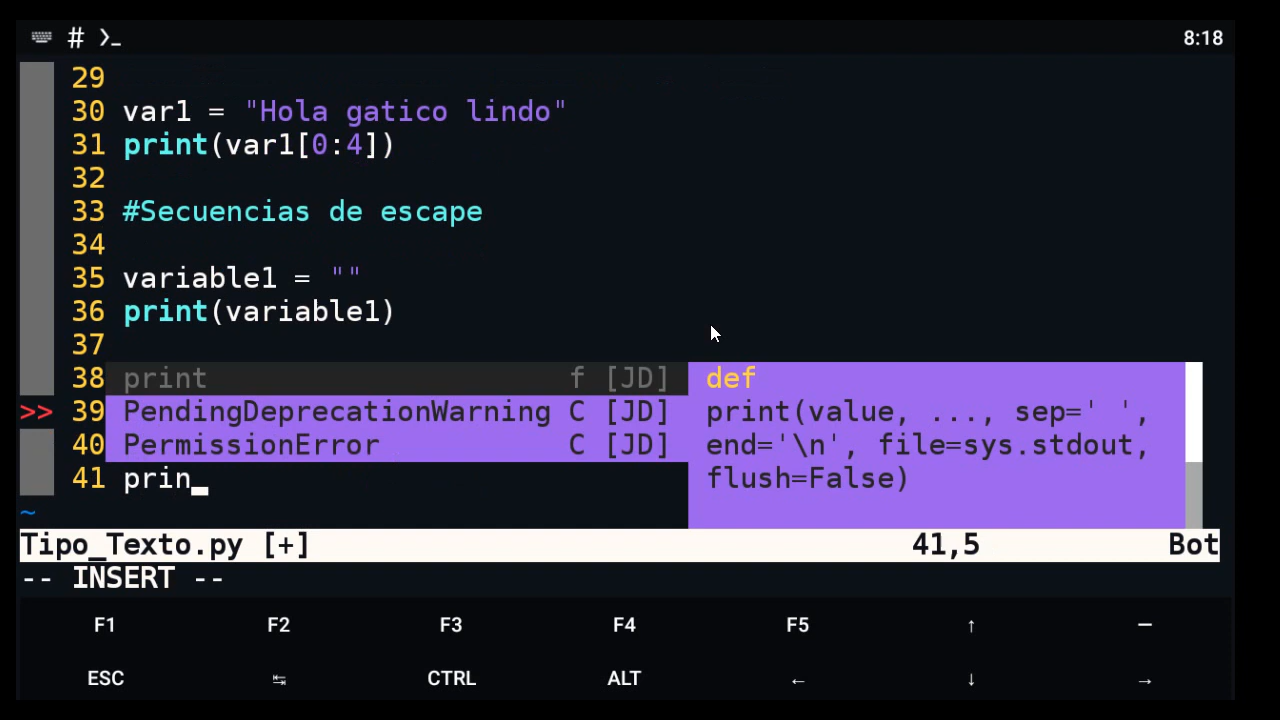 # ❯_ 8:18
29
30 var1 = "Hola gatico lindo"
31 print(var1[0:4])
32
33 #Secuencias de escape
34
35 variable1 = ""
36 print(variable1)
37
38 print f [JD] def
>> 39 PendingDeprecationWarning C [JD] print(value, ..., sep=' ',
40 PermissionError C [JD] end='\n', file=sys.stdout,
41 prin flush=False)
~
Tipo_Texto.py [+] 41,5 Bot
-- INSERT --
F1 F2 F3 F4 F5 ↑ —
ESC ↹ CTRL ALT ← ↓ →